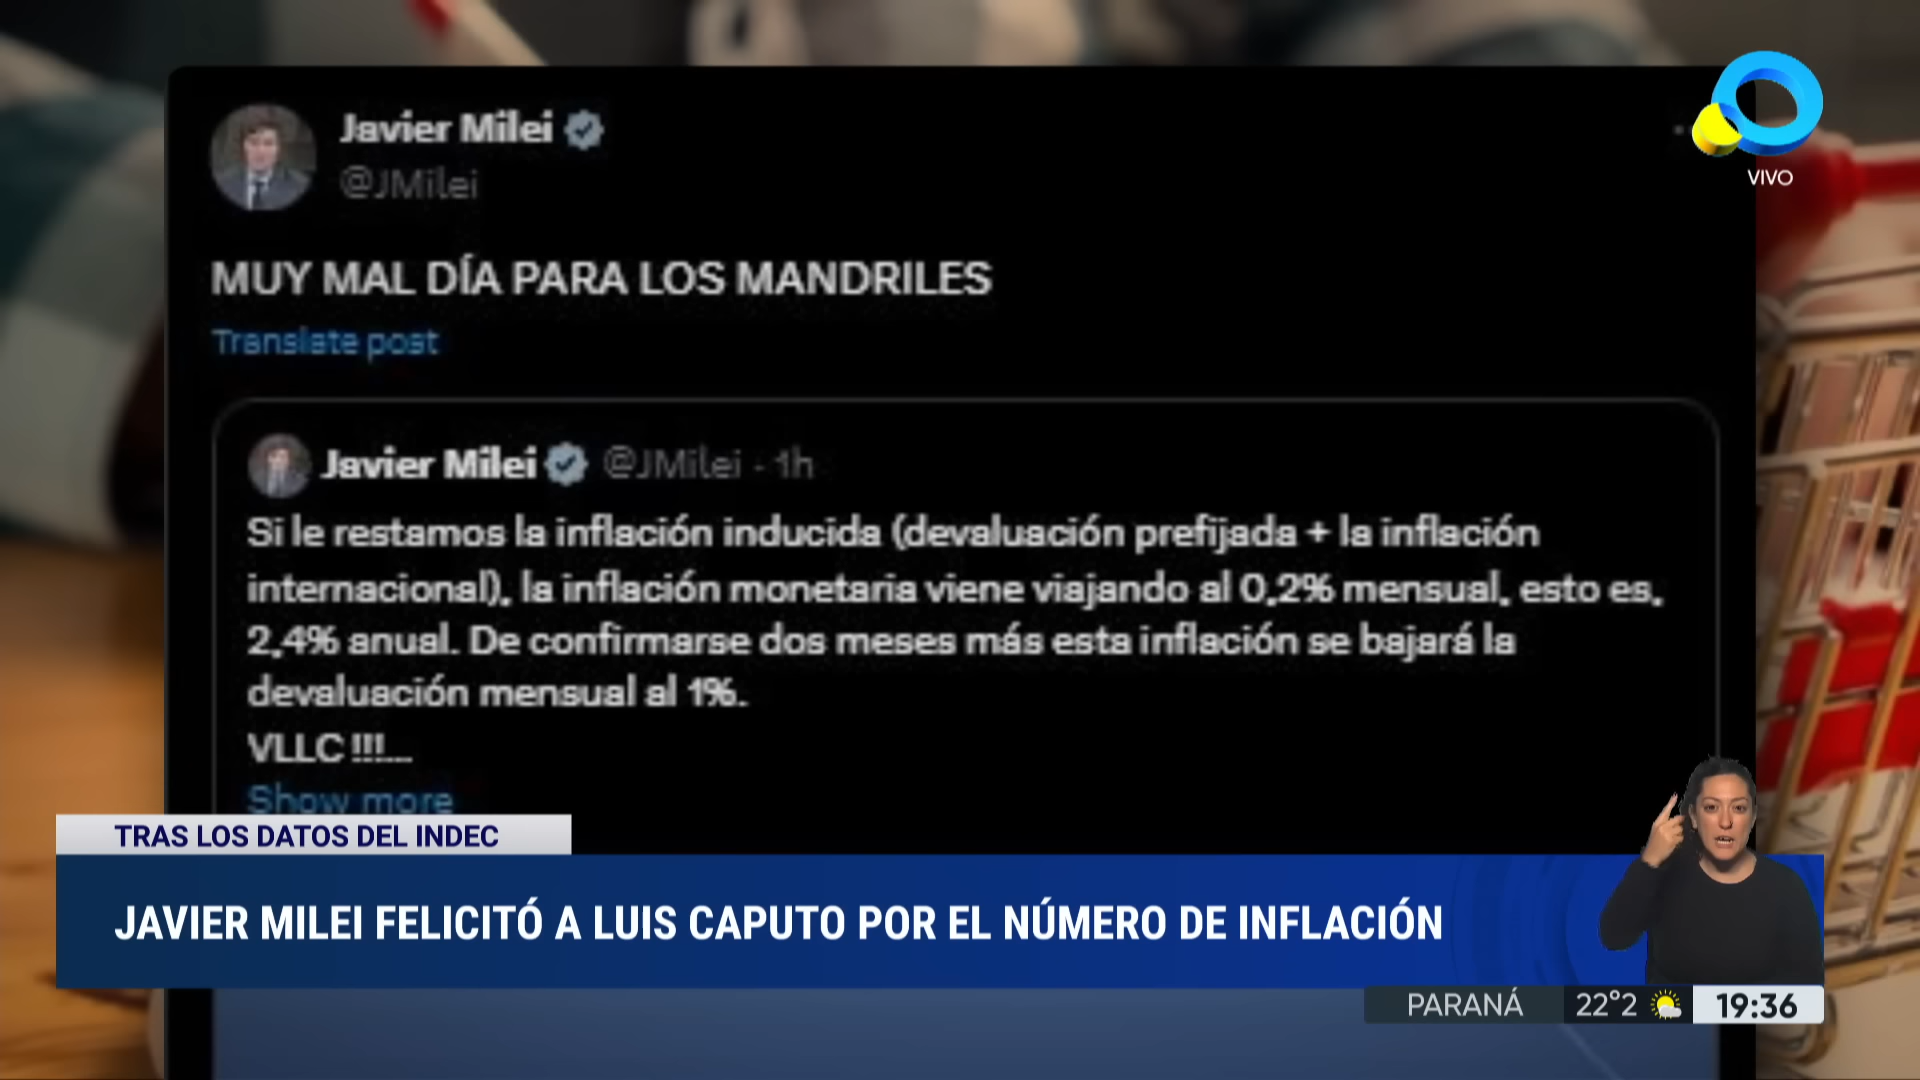 Javier Milei
@JMilei
VIVO
MUY MAL DÍA PARA LOS MANDRILES
Translate post
Javier Milei @JMilei - 1h
Si le restamos la inflación inducida (devaluación prefijada + la inflación
internacional), la inflación monetaria viene viajando al 0,2% mensual, esto es,
2,4% anual. De confirmarse dos meses más esta inflación se bajará la
devaluación mensual al 1%.
VLLC !!!....
Show more
TRAS LOS DATOS DEL INDEC
JAVIER MILEI FELICITÓ A LUIS CAPUTO POR EL NÚMERO DE INFLACIÓN
PARANÁ 22°2 19:36